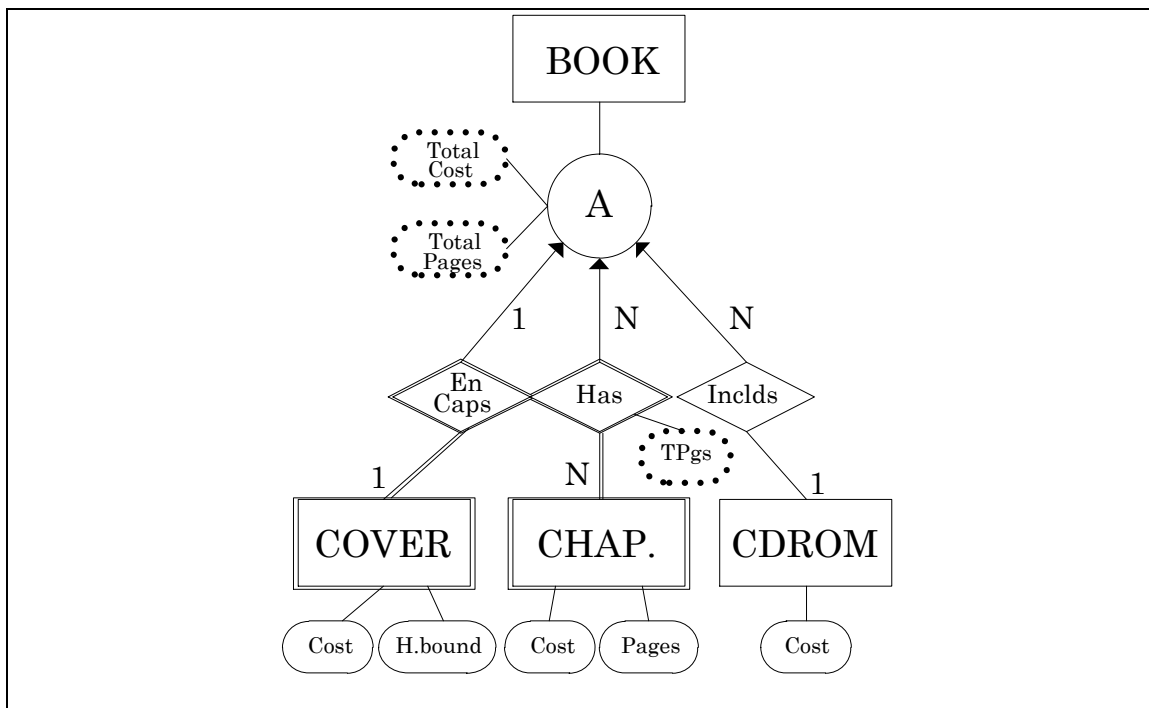 BOOK
Total
Cost
A
Total
Pages
1
N
N
En
Caps
Has
Inclds
TPgs
1
N
1
COVER
CHAP.
CDROM
Cost
H.bound
Cost
Pages
Cost